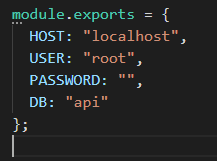 module.exports = {
  HOST: "localhost",
  USER: "root",
  PASSWORD: "",
  DB: "api"
};